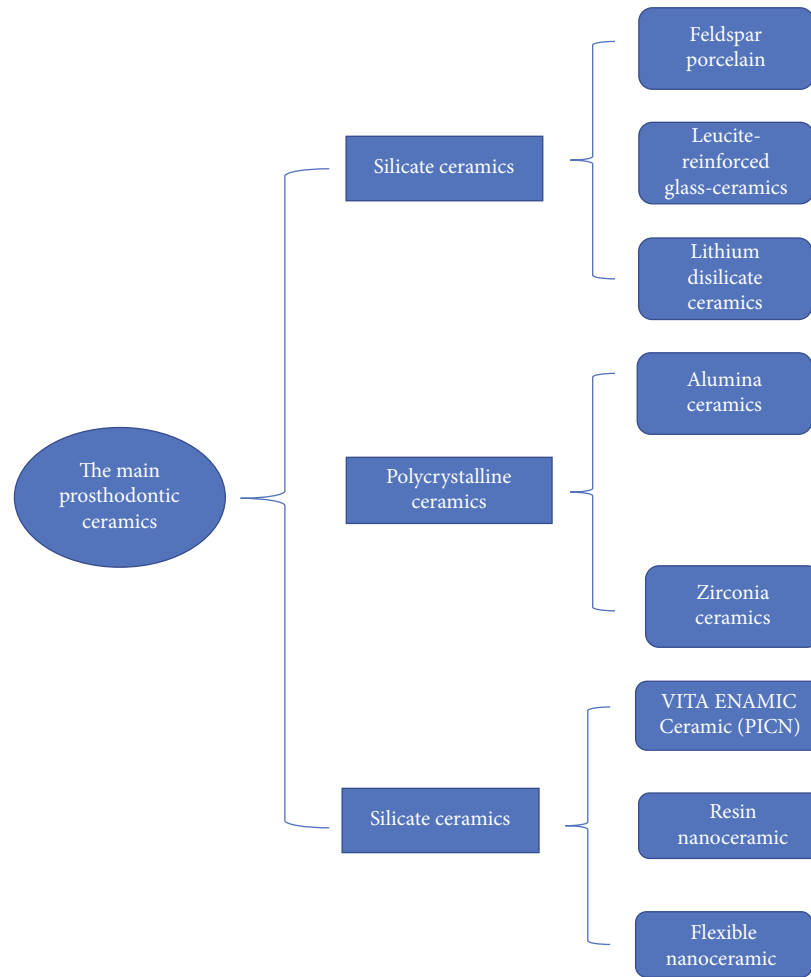 The main
prosthodontic
ceramics
Silicate ceramics
Feldspar
porcelain
Leucite-
reinforced
glass-ceramics
Lithium
disilicate
ceramics
Polycrystalline
ceramics
Alumina
ceramics
Zirconia
ceramics
Silicate ceramics
VITA ENAMIC
Ceramic (PICN)
Resin
nanoceramic
Flexible
nanoceramic